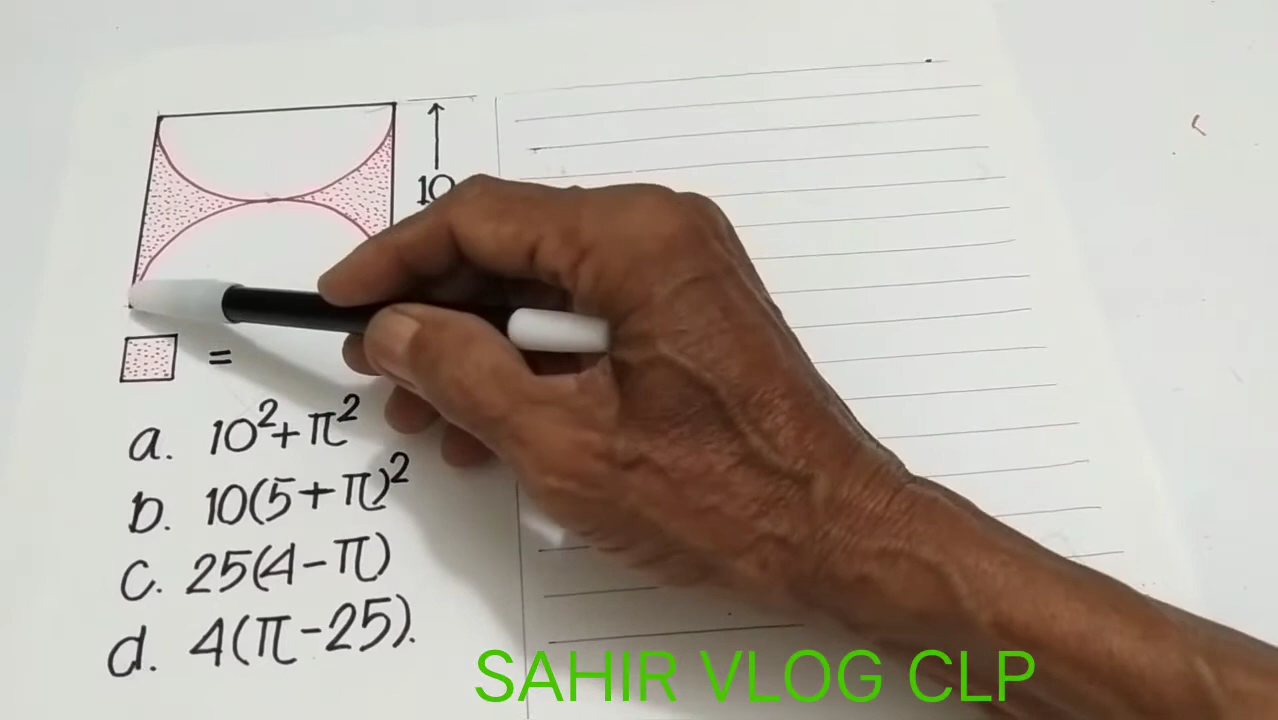 10
=
a. 10²+π²
b. 10(5+π)²
c. 25(4-π)
d. 4(π-25).
SAHIR VLOG CLP